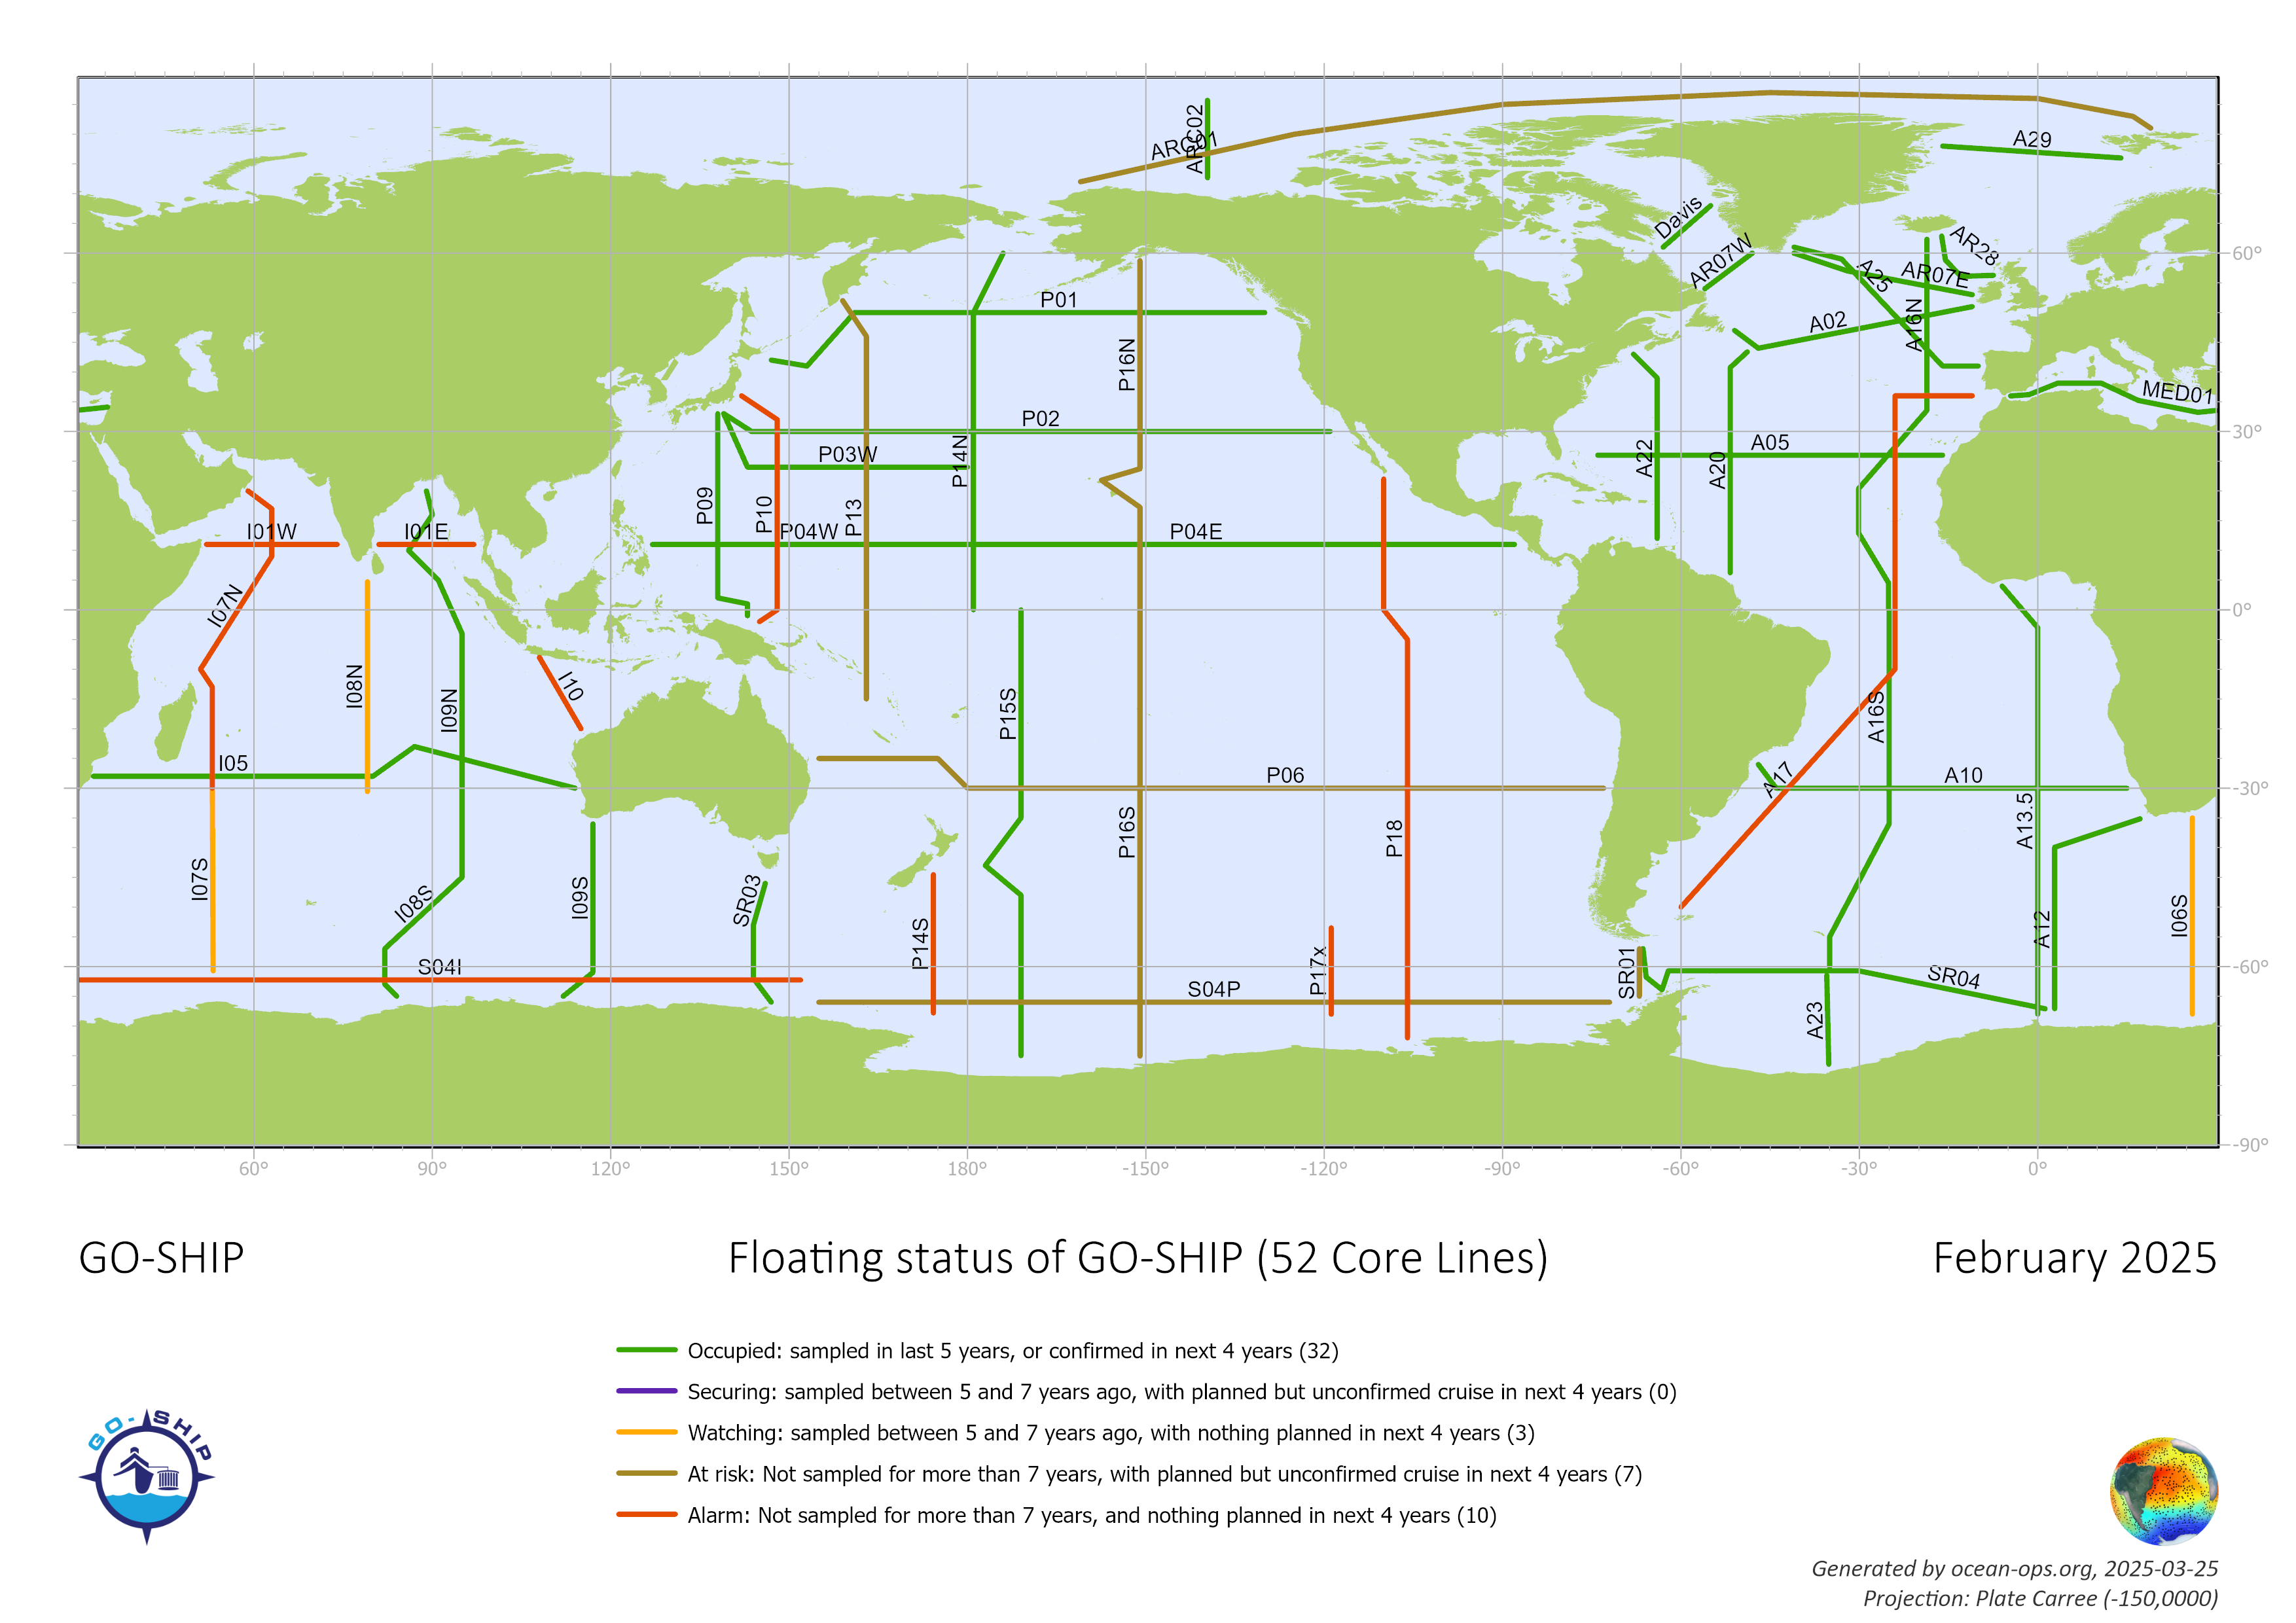 ARC02
ARC01
A29
Davis
AR07W
AR28
A25
AR07E
60°
P01
A02
A16N
P16N
MED01
P02
30°
P03W
P14N
A22
A20
A05
P09
P10
P13
I01W
I01E
P04W
P04E
I07N
0°
I08N
I09N
I10
P15S
A16S
I05
P06
A17
A10
-30°
I07S
I08S
I09S
SR03
P16S
P18
A13.5
P14S
P17x
SR01
A12
I06S
S04I
-60°
S04P
SR04
A23
-90°
60° 90° 120° 150° 180° -150° -120° -90° -60° -30° 0°
GO-SHIP
Floating status of GO-SHIP (52 Core Lines)
February 2025
Occupied: sampled in last 5 years, or confirmed in next 4 years (32)
Securing: sampled between 5 and 7 years ago, with planned but unconfirmed cruise in next 4 years (0)
Watching: sampled between 5 and 7 years ago, with nothing planned in next 4 years (3)
At risk: Not sampled for more than 7 years, with planned but unconfirmed cruise in next 4 years (7)
Alarm: Not sampled for more than 7 years, and nothing planned in next 4 years (10)
GO-SHIP
Generated by ocean-ops.org, 2025-03-25
Projection: Plate Carree (-150,0000)